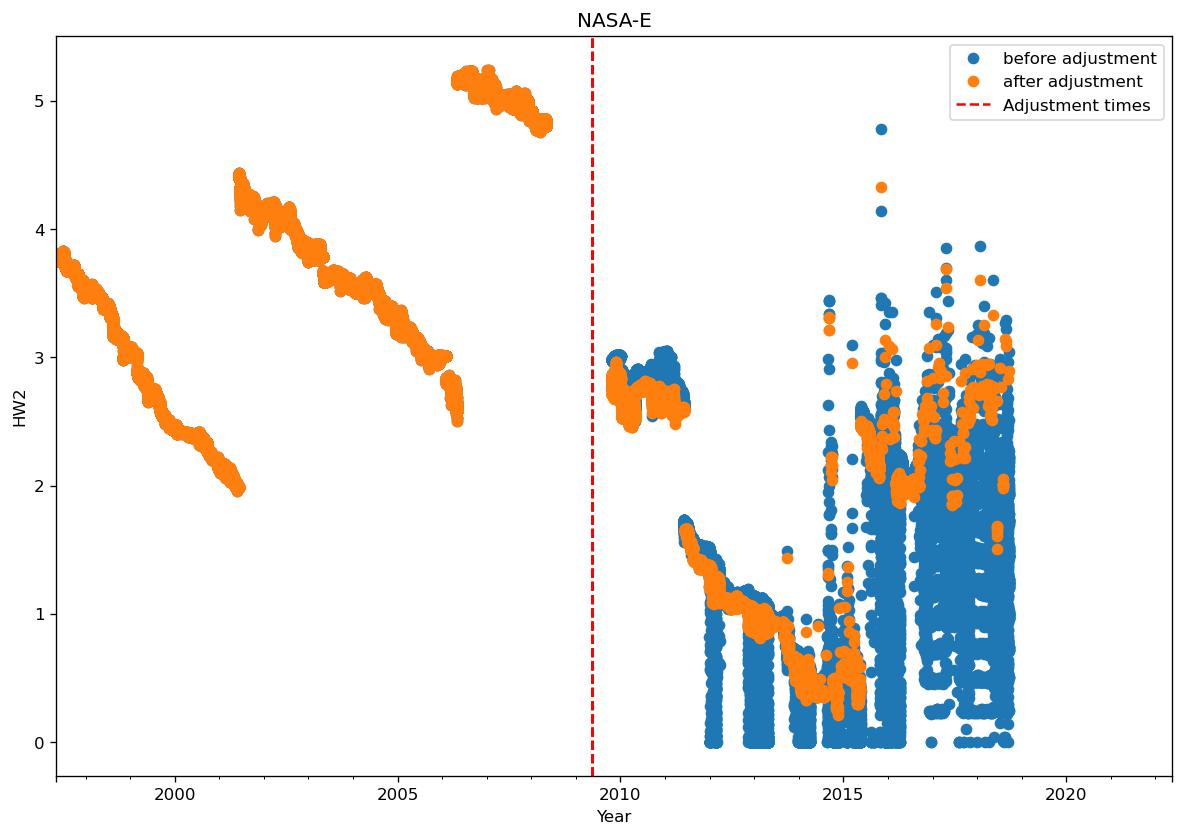 NASA-E
before adjustment
after adjustment
Adjustment times
HW2
5
4
3
2
1
0
2000 2005 2010 2015 2020
Year